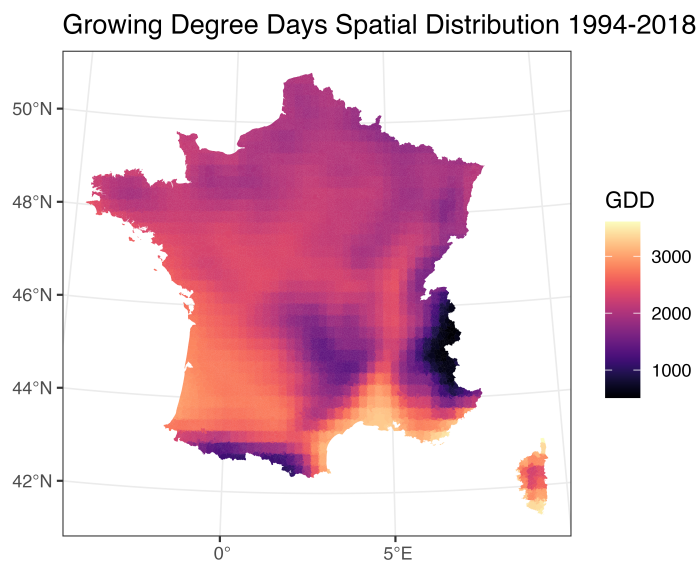 Growing Degree Days Spatial Distribution 1994-2018
50°N
48°N
46°N
44°N
42°N
0°
5°E
GDD
3000
2000
1000